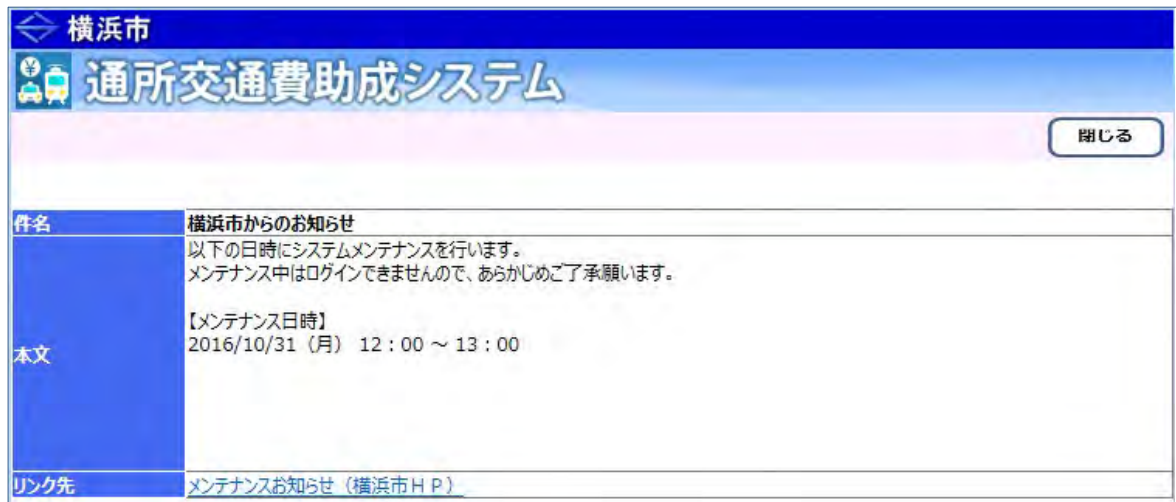 横浜市
通所交通費助成システム
閉じる
件名
横浜市からのお知らせ
本文
以下の日時にシステムメンテナンスを行います。
メンテナンス中はログインできませんので、あらかじめご了承願います。
【メンテナンス日時】
2016/10/31（月） 12：00 ～ 13：00
リンク先
メンテナンスお知らせ（横浜市ＨＰ）